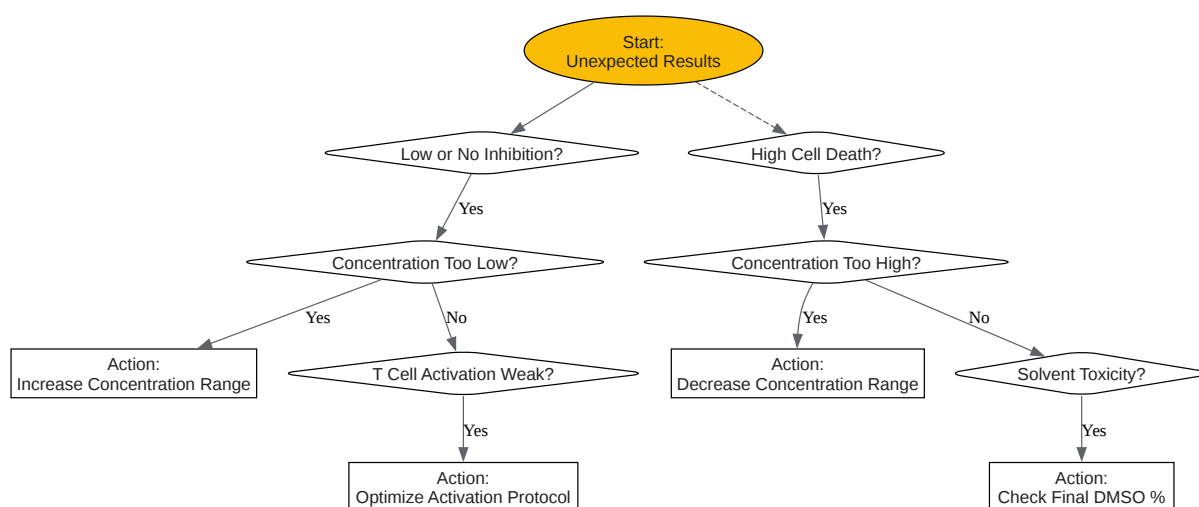 Start:
Unexpected Results
Low or No Inhibition?
High Cell Death?
Yes
Yes
Concentration Too Low?
Concentration Too High?
Yes
No
Yes
No
Action:
Increase Concentration Range
T Cell Activation Weak?
Action:
Decrease Concentration Range
Solvent Toxicity?
Yes
Yes
Action:
Optimize Activation Protocol
Action:
Check Final DMSO %